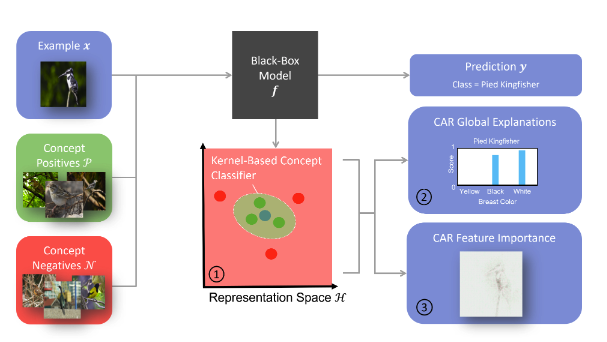 Example x
Concept
Positives 𝒫
Concept
Negatives 𝒩
Black-Box
Model
f
Kernel-Based Concept
Classifier
1
Representation Space ℋ
Prediction y
Class = Pied Kingfisher
CAR Global Explanations
Pied Kingfisher
1
Score
0
Yellow Black White
Breast Color
2
CAR Feature Importance
3